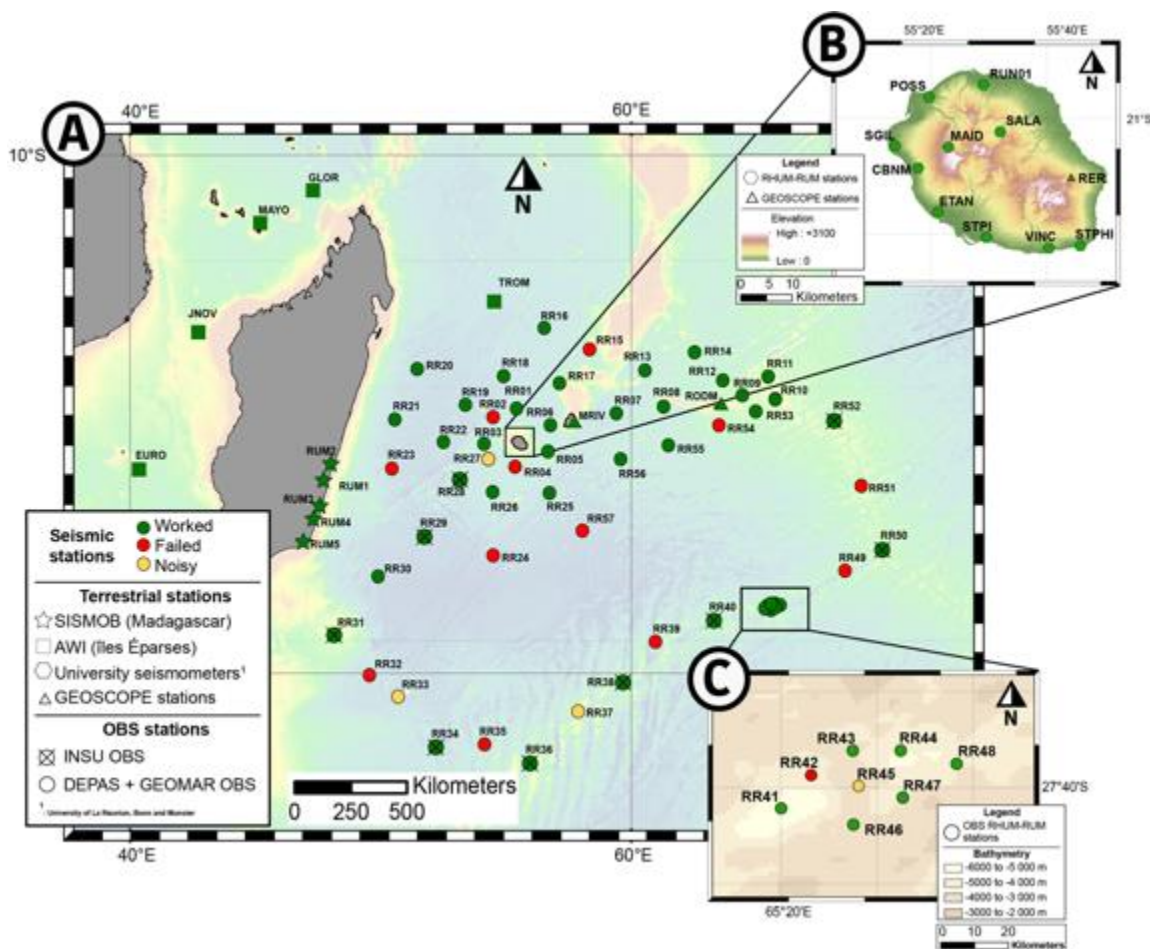 55°20'E
55°40'E
B
N
RUN01
POSS
SALA
21°S
SGIL
MAID
CBNM
RER
ETAN
STPI
VINC
STPHI
Legend
RHUM-RUM stations
GEOSCOPE stations
Elevation
High : +3100
Low : 0
0 5 10
Kilometers
A
40°E
60°E
10°S
N
GLOR
MAYO
JNOV
TROM
RR16
RR15
RR14
RR13
RR20
RR18
RR17
RR12
RR11
RR19
RR01
RR09
RR10
RR02
RR06
RR08
RODM
RR21
MRIV
RR07
RR53
RR52
RR22
RR03
RR54
RR23
RR27
RR04
RR05
RR55
RR56
EURO
RUM2
RUM1
RUM3
RUM4
RUM5
RR28
RR26
RR25
RR51
RR29
RR57
RR24
RR50
RR30
RR49
RR31
RR40
RR39
RR32
RR33
RR38
RR37
RR34
RR35
RR36
Seismic
stations
Worked
Failed
Noisy
Terrestrial stations
SISMOB (Madagascar)
AWI (îles Éparses)
University seismometers¹
GEOSCOPE stations
OBS stations
INSU OBS
DEPAS + GEOMAR OBS
¹ University of La Reunion, Bonn and Munster
Kilometers
0 250 500
40°E
60°E
C
N
RR43
RR44
RR42
RR48
RR45
27°40'S
RR47
RR41
RR46
Legend
OBS RHUM-RUM
stations
Bathymetry
-6000 to -5 000 m
-5000 to -4 000 m
-4000 to -3 000 m
-3000 to -2 000 m
65°20'E
0 10 20
Kilometers